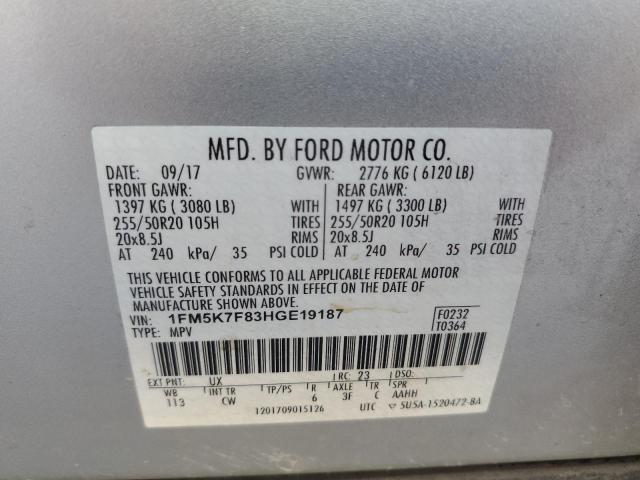 MFD. BY FORD MOTOR CO.
DATE: 09/17 GVWR: 2776 KG ( 6120 LB)
FRONT GAWR: REAR GAWR:
1397 KG ( 3080 LB) WITH 1497 KG ( 3300 LB) WITH
255/50R20 105H TIRES 255/50R20 105H TIRES
20x8.5J RIMS 20x8.5J RIMS
AT 240 kPa/ 35 PSI COLD AT 240 kPa/ 35 PSI COLD
THIS VEHICLE CONFORMS TO ALL APPLICABLE FEDERAL MOTOR
VEHICLE SAFETY STANDARDS IN EFFECT ON THE DATE OF
MANUFACTURE SHOWN ABOVE.
VIN: 1FM5K7F83HGE19187 F0232
TYPE: MPV T0364
EXT PNT: UX RC: 23 DSO:
WB INT TR TP/PS R AXLE TR SPR
113 CW 6 3F C AAHH
1201709015126 UTC 5U5A-1520472-BA